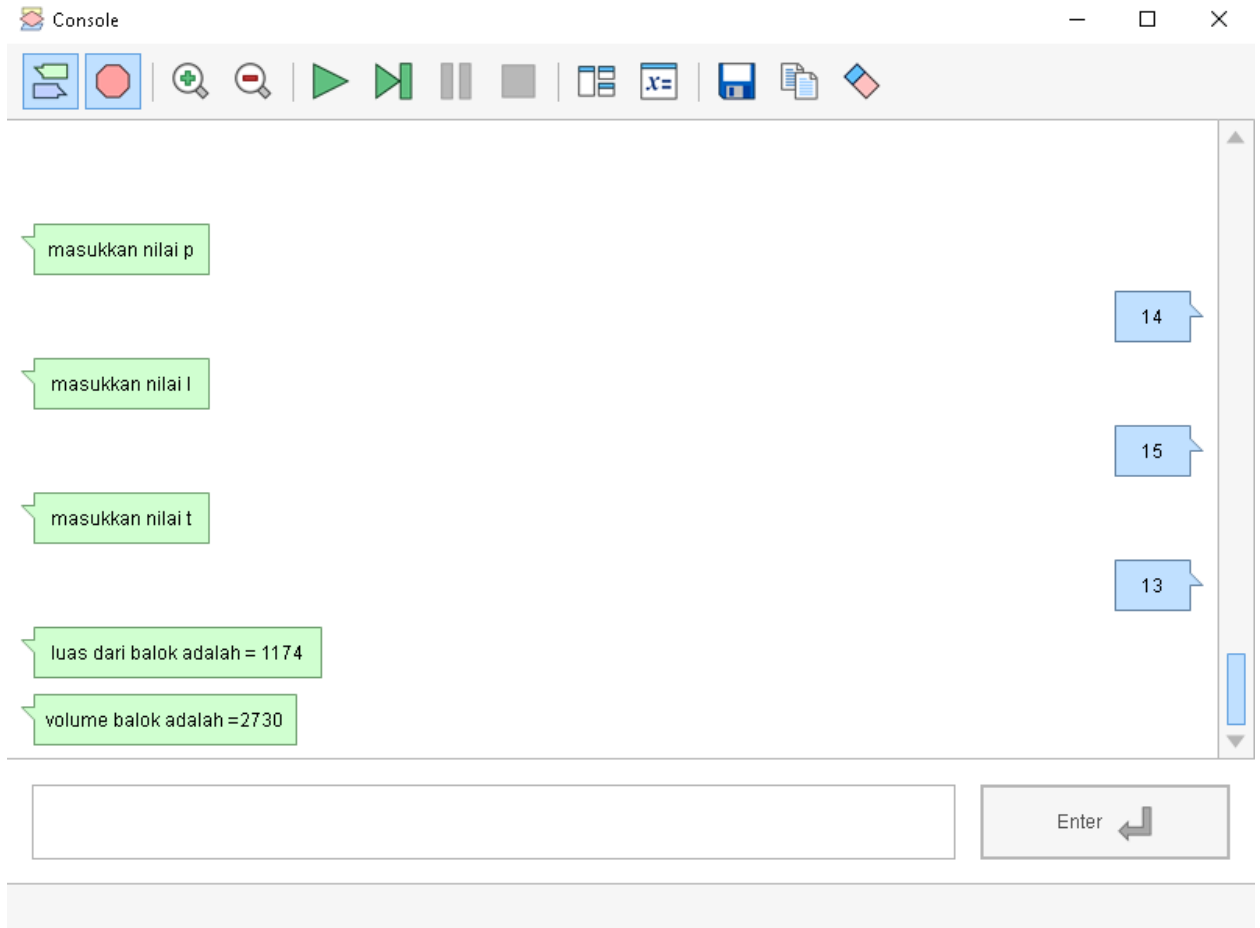 Console
x=
masukkan nilai p
14
masukkan nilai l
15
masukkan nilai t
13
luas dari balok adalah = 1174
volume balok adalah =2730
Enter